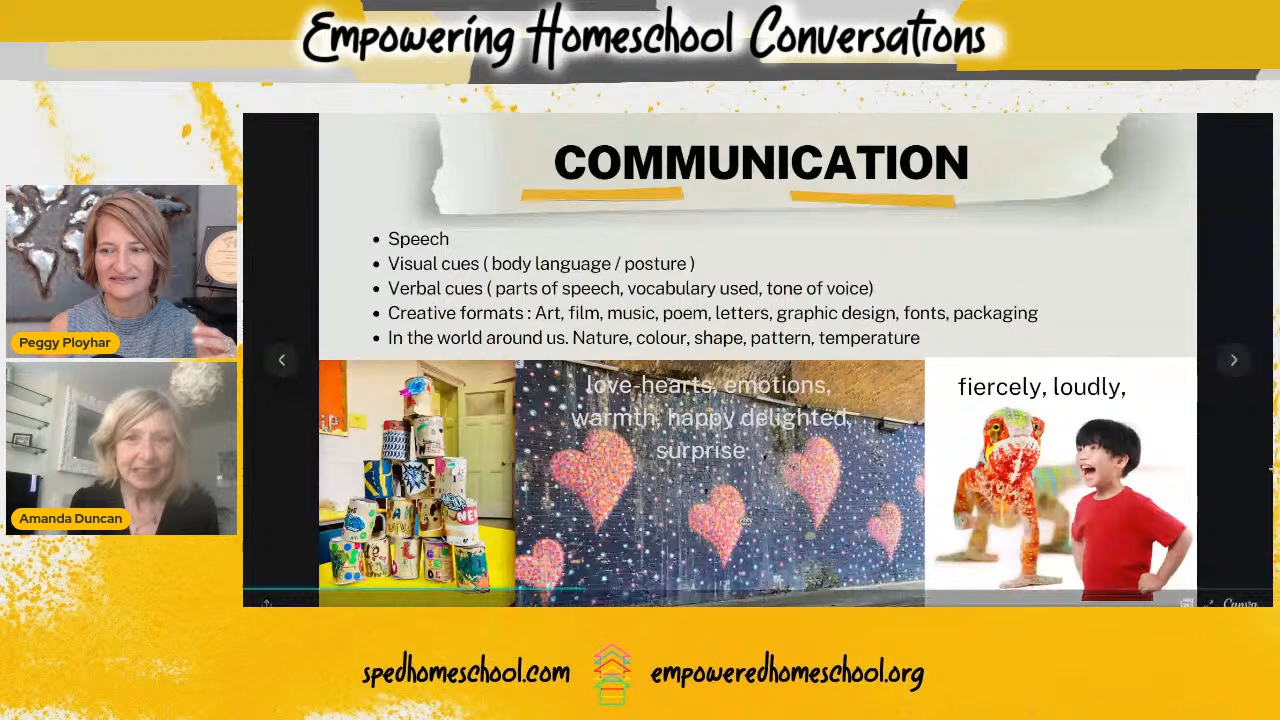 Empowering Homeschool Conversations
COMMUNICATION
• Speech
• Visual cues ( body language / posture )
• Verbal cues ( parts of speech, vocabulary used, tone of voice)
• Creative formats : Art, film, music, poem, letters, graphic design, fonts, packaging
• In the world around us. Nature, colour, shape, pattern, temperature
love-hearts, emotions,
warmth, happy delighted,
surprise
fiercely, loudly,
Peggy Ployhar
Amanda Duncan
Canva
spedhomeschool.com
empoweredhomeschool.org